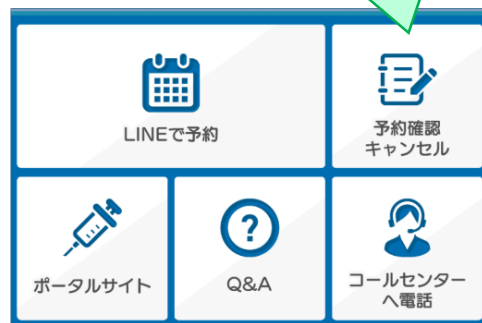 LINEで予約
予約確認
キャンセル
ポータルサイト
Q&A
コールセンター
へ電話